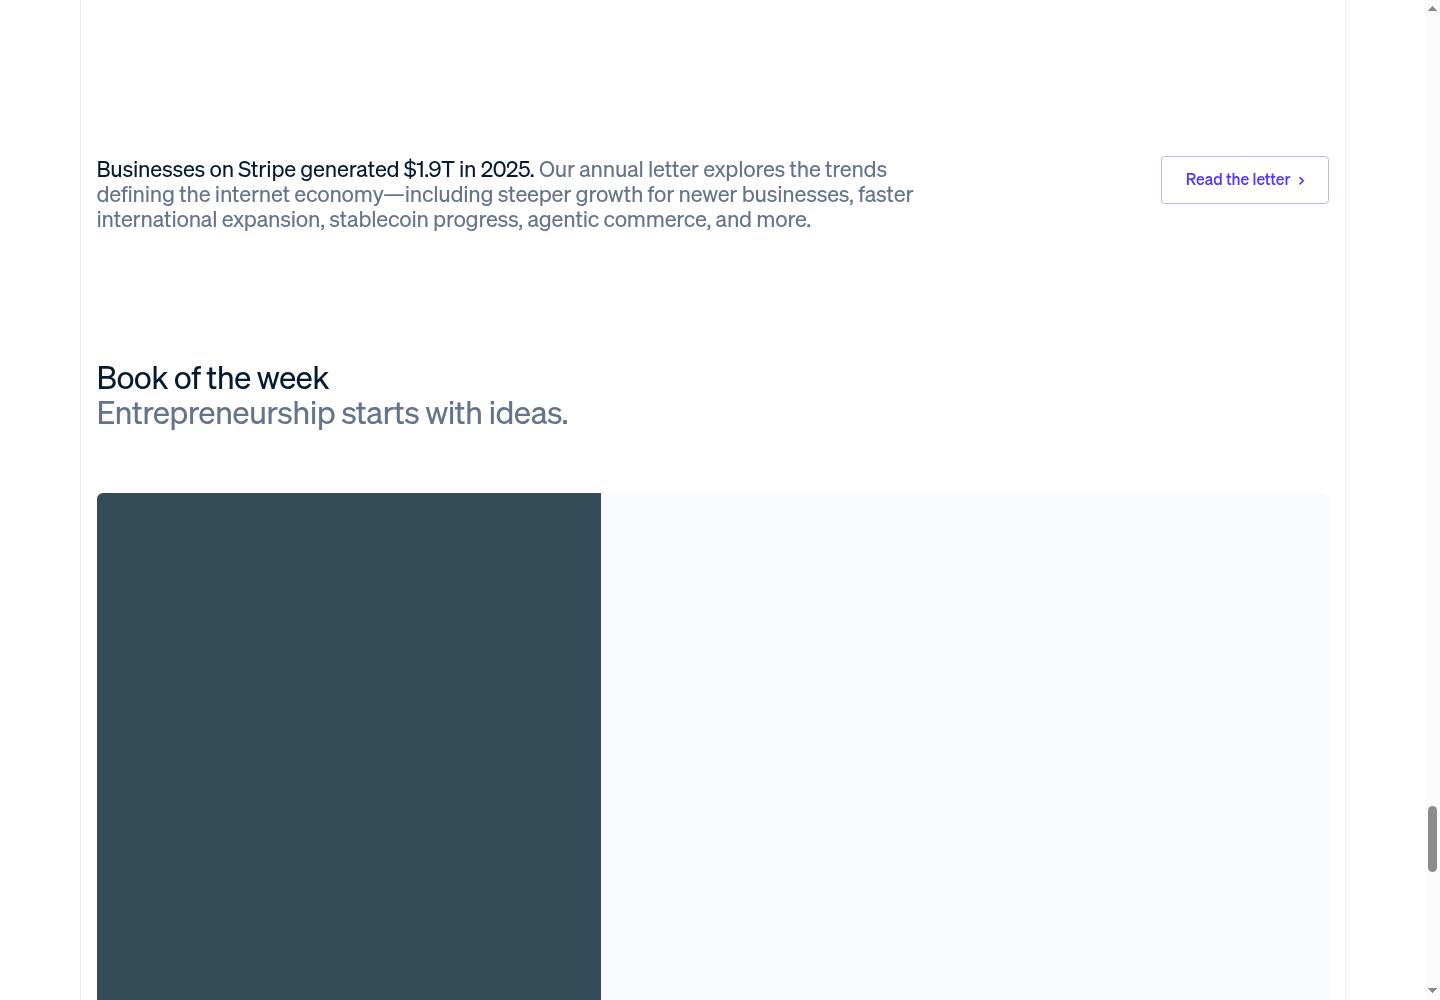 Businesses on Stripe generated $1.9T in 2025. Our annual letter explores the trends
defining the internet economy—including steeper growth for newer businesses, faster
international expansion, stablecoin progress, agentic commerce, and more.
Read the letter
Book of the week
Entrepreneurship starts with ideas.